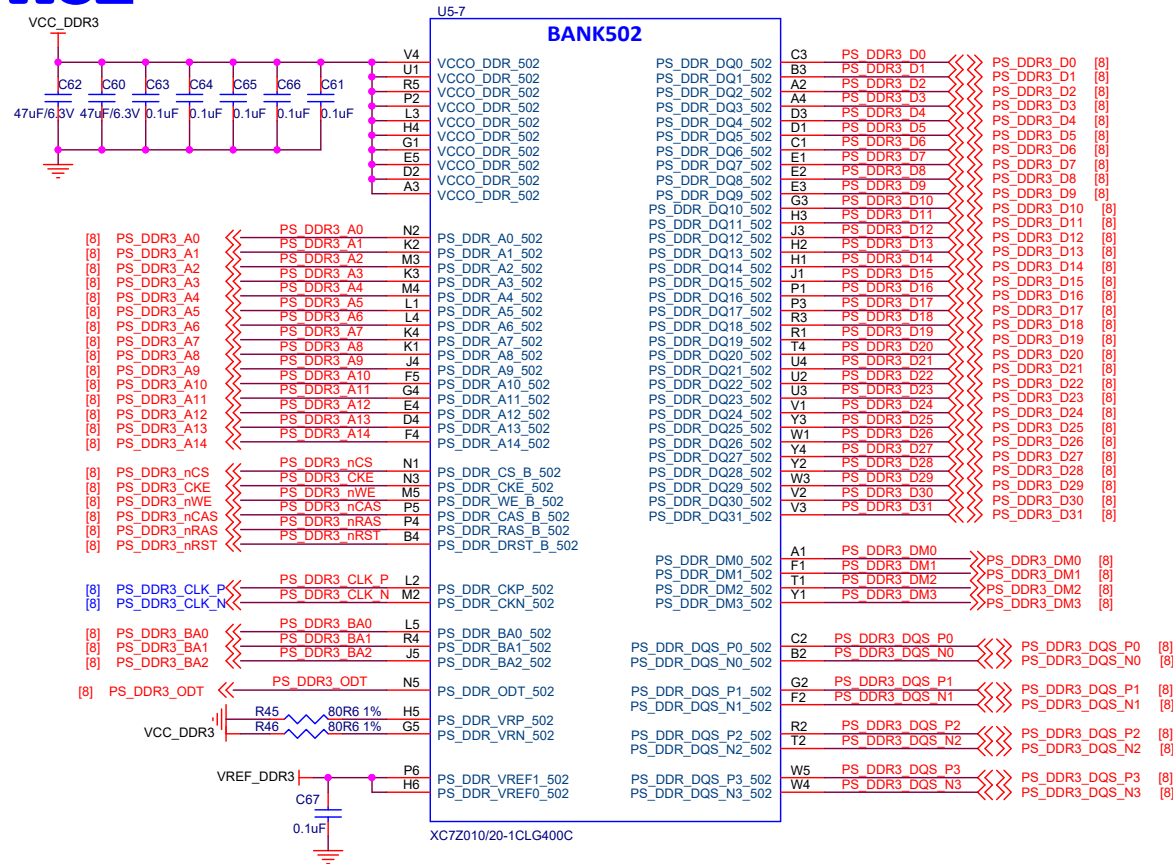 U5-7
BANK502
VCC_DDR3
C62 C60 C63 C64 C65 C66 C61
47uF/6.3V 47uF/6.3V 0.1uF 0.1uF 0.1uF 0.1uF 0.1uF
V4 VCCO_DDR_502
U1 VCCO_DDR_502
R5 VCCO_DDR_502
P2 VCCO_DDR_502
L3 VCCO_DDR_502
H4 VCCO_DDR_502
G1 VCCO_DDR_502
E5 VCCO_DDR_502
D2 VCCO_DDR_502
A3 VCCO_DDR_502
[8] PS_DDR3_A0 PS_DDR3_A0 N2 PS_DDR_A0_502
[8] PS_DDR3_A1 PS_DDR3_A1 K2 PS_DDR_A1_502
[8] PS_DDR3_A2 PS_DDR3_A2 M3 PS_DDR_A2_502
[8] PS_DDR3_A3 PS_DDR3_A3 K3 PS_DDR_A3_502
[8] PS_DDR3_A4 PS_DDR3_A4 M4 PS_DDR_A4_502
[8] PS_DDR3_A5 PS_DDR3_A5 L1 PS_DDR_A5_502
[8] PS_DDR3_A6 PS_DDR3_A6 L4 PS_DDR_A6_502
[8] PS_DDR3_A7 PS_DDR3_A7 K4 PS_DDR_A7_502
[8] PS_DDR3_A8 PS_DDR3_A8 K1 PS_DDR_A8_502
[8] PS_DDR3_A9 PS_DDR3_A9 J4 PS_DDR_A9_502
[8] PS_DDR3_A10 PS_DDR3_A10 F5 PS_DDR_A10_502
[8] PS_DDR3_A11 PS_DDR3_A11 G4 PS_DDR_A11_502
[8] PS_DDR3_A12 PS_DDR3_A12 E4 PS_DDR_A12_502
[8] PS_DDR3_A13 PS_DDR3_A13 D4 PS_DDR_A13_502
[8] PS_DDR3_A14 PS_DDR3_A14 F4 PS_DDR_A14_502
[8] PS_DDR3_nCS PS_DDR3_nCS N1 PS_DDR_CS_B_502
[8] PS_DDR3_CKE PS_DDR3_CKE N3 PS_DDR_CKE_502
[8] PS_DDR3_nWE PS_DDR3_nWE M5 PS_DDR_WE_B_502
[8] PS_DDR3_nCAS PS_DDR3_nCAS P5 PS_DDR_CAS_B_502
[8] PS_DDR3_nRAS PS_DDR3_nRAS P4 PS_DDR_RAS_B_502
[8] PS_DDR3_nRST PS_DDR3_nRST B4 PS_DDR_DRST_B_502
[8] PS_DDR3_CLK_P PS_DDR3_CLK_P L2 PS_DDR_CKP_502
[8] PS_DDR3_CLK_N PS_DDR3_CLK_N M2 PS_DDR_CKN_502
[8] PS_DDR3_BA0 PS_DDR3_BA0 L5 PS_DDR_BA0_502
[8] PS_DDR3_BA1 PS_DDR3_BA1 R4 PS_DDR_BA1_502
[8] PS_DDR3_BA2 PS_DDR3_BA2 J5 PS_DDR_BA2_502
[8] PS_DDR3_ODT PS_DDR3_ODT N5 PS_DDR_ODT_502
R45 80R6 1% H5 PS_DDR_VRP_502
VCC_DDR3 R46 80R6 1% G5 PS_DDR_VRN_502
VREF_DDR3 P6 PS_DDR_VREF1_502
H6 PS_DDR_VREF0_502
C67
0.1uF
PS_DDR_DQ0_502 C3 PS_DDR3_D0 PS_DDR3_D0 [8]
PS_DDR_DQ1_502 B3 PS_DDR3_D1 PS_DDR3_D1 [8]
PS_DDR_DQ2_502 A2 PS_DDR3_D2 PS_DDR3_D2 [8]
PS_DDR_DQ3_502 A4 PS_DDR3_D3 PS_DDR3_D3 [8]
PS_DDR_DQ4_502 D3 PS_DDR3_D4 PS_DDR3_D4 [8]
PS_DDR_DQ5_502 D1 PS_DDR3_D5 PS_DDR3_D5 [8]
PS_DDR_DQ6_502 C1 PS_DDR3_D6 PS_DDR3_D6 [8]
PS_DDR_DQ7_502 E1 PS_DDR3_D7 PS_DDR3_D7 [8]
PS_DDR_DQ8_502 E2 PS_DDR3_D8 PS_DDR3_D8 [8]
PS_DDR_DQ9_502 E3 PS_DDR3_D9 PS_DDR3_D9 [8]
PS_DDR_DQ10_502 G3 PS_DDR3_D10 PS_DDR3_D10 [8]
PS_DDR_DQ11_502 H3 PS_DDR3_D11 PS_DDR3_D11 [8]
PS_DDR_DQ12_502 J3 PS_DDR3_D12 PS_DDR3_D12 [8]
PS_DDR_DQ13_502 H2 PS_DDR3_D13 PS_DDR3_D13 [8]
PS_DDR_DQ14_502 H1 PS_DDR3_D14 PS_DDR3_D14 [8]
PS_DDR_DQ15_502 J1 PS_DDR3_D15 PS_DDR3_D15 [8]
PS_DDR_DQ16_502 P1 PS_DDR3_D16 PS_DDR3_D16 [8]
PS_DDR_DQ17_502 P3 PS_DDR3_D17 PS_DDR3_D17 [8]
PS_DDR_DQ18_502 R3 PS_DDR3_D18 PS_DDR3_D18 [8]
PS_DDR_DQ19_502 R1 PS_DDR3_D19 PS_DDR3_D19 [8]
PS_DDR_DQ20_502 T4 PS_DDR3_D20 PS_DDR3_D20 [8]
PS_DDR_DQ21_502 U4 PS_DDR3_D21 PS_DDR3_D21 [8]
PS_DDR_DQ22_502 U2 PS_DDR3_D22 PS_DDR3_D22 [8]
PS_DDR_DQ23_502 U3 PS_DDR3_D23 PS_DDR3_D23 [8]
PS_DDR_DQ24_502 V1 PS_DDR3_D24 PS_DDR3_D24 [8]
PS_DDR_DQ25_502 Y3 PS_DDR3_D25 PS_DDR3_D25 [8]
PS_DDR_DQ26_502 W1 PS_DDR3_D26 PS_DDR3_D26 [8]
PS_DDR_DQ27_502 Y4 PS_DDR3_D27 PS_DDR3_D27 [8]
PS_DDR_DQ28_502 Y2 PS_DDR3_D28 PS_DDR3_D28 [8]
PS_DDR_DQ29_502 W3 PS_DDR3_D29 PS_DDR3_D29 [8]
PS_DDR_DQ30_502 V2 PS_DDR3_D30 PS_DDR3_D30 [8]
PS_DDR_DQ31_502 V3 PS_DDR3_D31 PS_DDR3_D31 [8]
PS_DDR_DM0_502 A1 PS_DDR3_DM0 PS_DDR3_DM0 [8]
PS_DDR_DM1_502 F1 PS_DDR3_DM1 PS_DDR3_DM1 [8]
PS_DDR_DM2_502 T1 PS_DDR3_DM2 PS_DDR3_DM2 [8]
PS_DDR_DM3_502 Y1 PS_DDR3_DM3 PS_DDR3_DM3 [8]
PS_DDR_DQS_P0_502 C2 PS_DDR3_DQS_P0 PS_DDR3_DQS_P0 [8]
PS_DDR_DQS_N0_502 B2 PS_DDR3_DQS_N0 PS_DDR3_DQS_N0 [8]
PS_DDR_DQS_P1_502 G2 PS_DDR3_DQS_P1 PS_DDR3_DQS_P1 [8]
PS_DDR_DQS_N1_502 F2 PS_DDR3_DQS_N1 PS_DDR3_DQS_N1 [8]
PS_DDR_DQS_P2_502 R2 PS_DDR3_DQS_P2 PS_DDR3_DQS_P2 [8]
PS_DDR_DQS_N2_502 T2 PS_DDR3_DQS_N2 PS_DDR3_DQS_N2 [8]
PS_DDR_DQS_P3_502 W5 PS_DDR3_DQS_P3 PS_DDR3_DQS_P3 [8]
PS_DDR_DQS_N3_502 W4 PS_DDR3_DQS_N3 PS_DDR3_DQS_N3 [8]
XC7Z010/20-1CLG400C